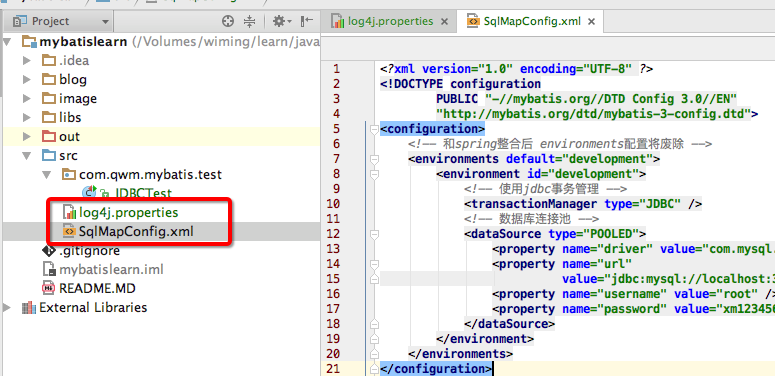 Project
mybatislearn (/Volumes/wiming/learn/java
.idea
blog
image
libs
out
src
com.qwm.mybatis.test
JDBCTest
log4j.properties
SqlMapConfig.xml
.gitignore
mybatislearn.iml
README.MD
External Libraries
log4j.properties
SqlMapConfig.xml
1 <?xml version="1.0" encoding="UTF-8" ?>
2 <!DOCTYPE configuration
3 PUBLIC "-//mybatis.org//DTD Config 3.0//EN"
4 "http://mybatis.org/dtd/mybatis-3-config.dtd">
5 <configuration>
6 <!-- 和spring整合后 environments配置将废除 -->
7 <environments default="development">
8 <environment id="development">
9 <!-- 使用jdbc事务管理 -->
10 <transactionManager type="JDBC" />
11 <!-- 数据库连接池 -->
12 <dataSource type="POOLED">
13 <property name="driver" value="com.mysql.
14 <property name="url"
15 value="jdbc:mysql://localhost:3
16 <property name="username" value="root" />
17 <property name="password" value="xm123456
18 </dataSource>
19 </environment>
20 </environments>
21 </configuration>